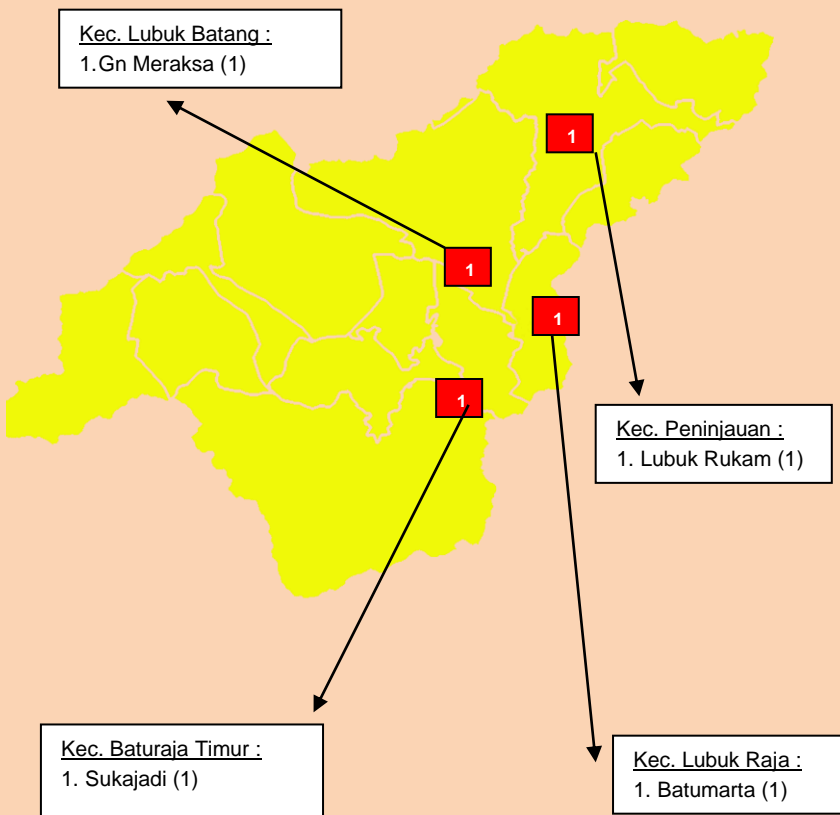 Kec. Lubuk Batang :
1.Gn Meraksa (1)
1
1
1
1
Kec. Peninjauan :
1. Lubuk Rukam (1)
Kec. Baturaja Timur :
1. Sukajadi (1)
Kec. Lubuk Raja :
1. Batumarta (1)